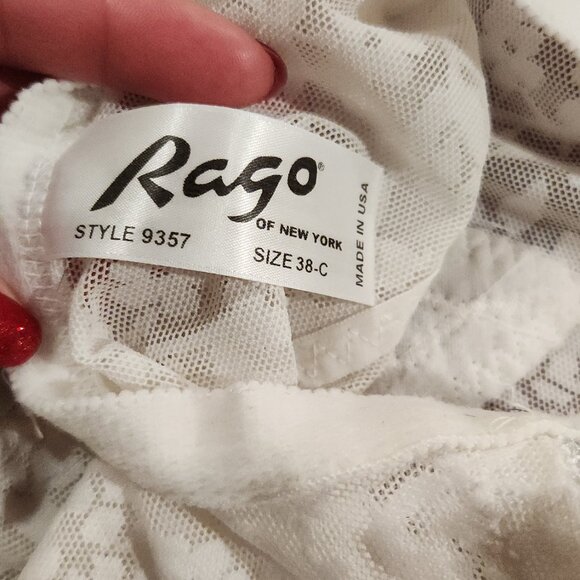 Rago®
OF NEW YORK
STYLE 9357
SIZE 38-C
MADE IN USA